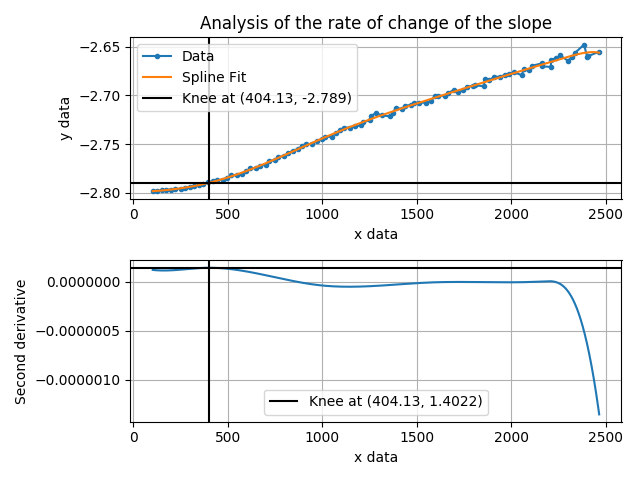 Analysis of the rate of change of the slope
−2.65
−2.70
−2.75
−2.80
y data
Data
Spline Fit
Knee at (404.13, -2.789)
0
500
1000
1500
2000
2500
x data
0.0000000
−0.0000005
−0.0000010
Second derivative
Knee at (404.13, 1.4022)
0
500
1000
1500
2000
2500
x data